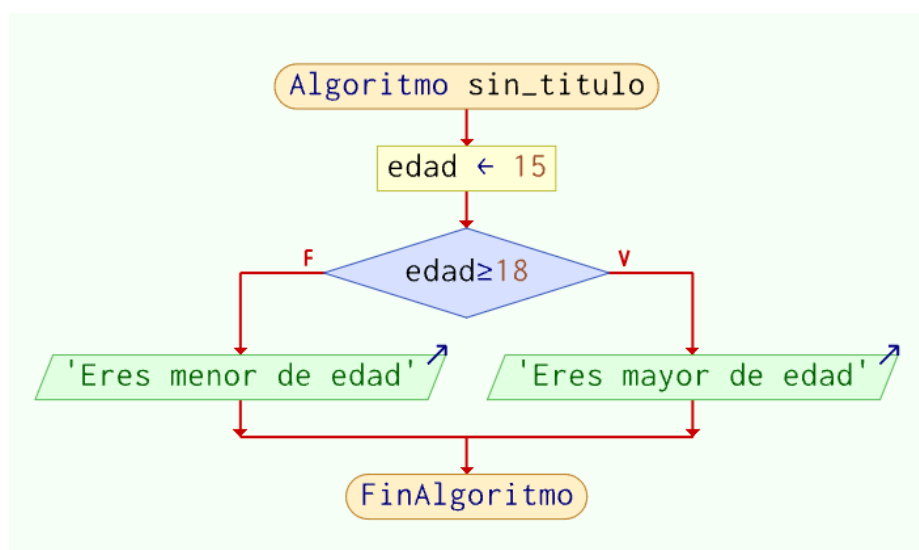 Algoritmo sin_titulo
edad ← 15
F
edad≥18
V
'Eres menor de edad'
'Eres mayor de edad'
FinAlgoritmo